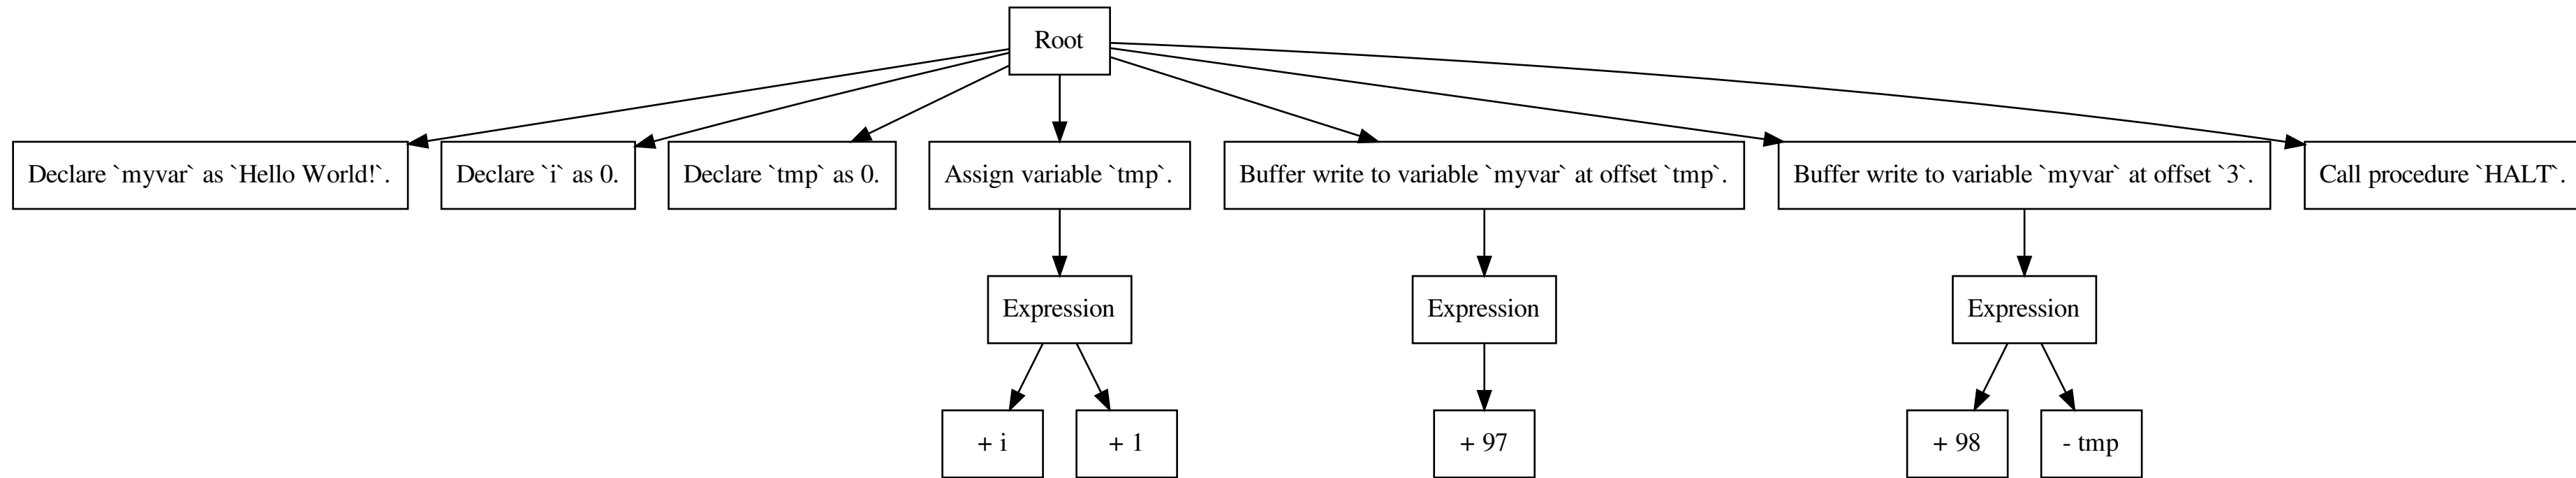 Root
Declare `myvar` as `Hello World!`.
Declare `i` as 0.
Declare `tmp` as 0.
Assign variable `tmp`.
Buffer write to variable `myvar` at offset `tmp`.
Buffer write to variable `myvar` at offset `3`.
Call procedure `HALT`.
Expression
Expression
Expression
+ i
+ 1
+ 97
+ 98
- tmp